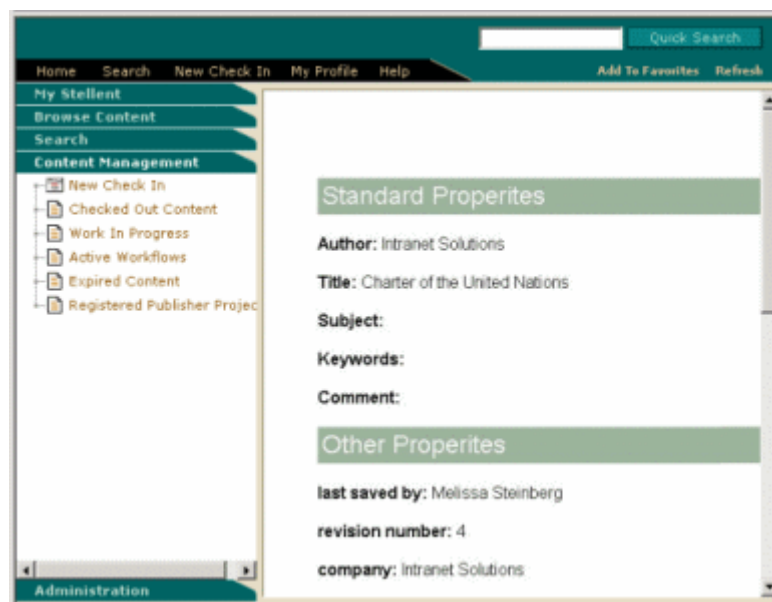 Quick Search
Home Search New Check In My Profile Help Add To Favorites Refresh
My Stellent
Browse Content
Search
Content Management
New Check In
Checked Out Content
Work In Progress
Active Workflows
Expired Content
Registered Publisher Projec
Administration
Standard Properites
Author: Intranet Solutions
Title: Charter of the United Nations
Subject:
Keywords:
Comment:
Other Properites
last saved by: Melissa Steinberg
revision number: 4
company: Intranet Solutions